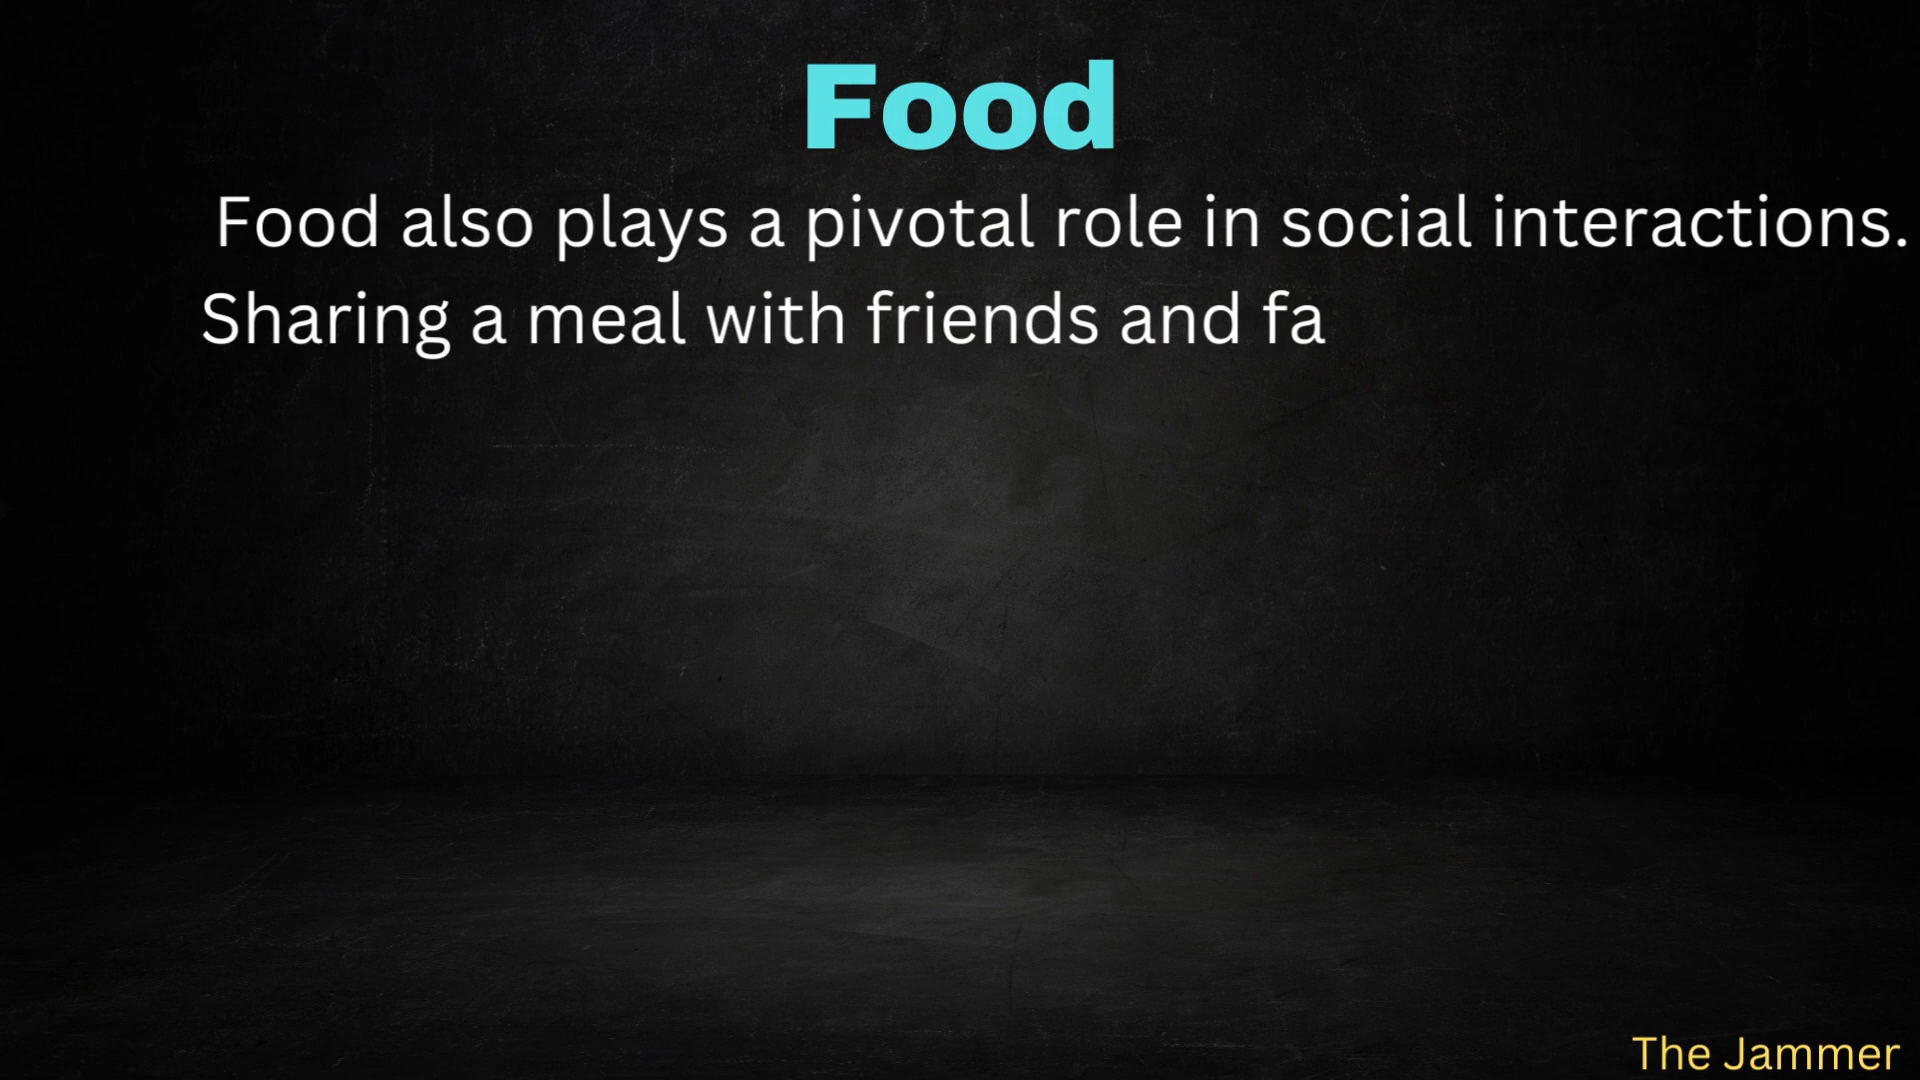 Food
Food also plays a pivotal role in social interactions.
Sharing a meal with friends and fa
The Jammer